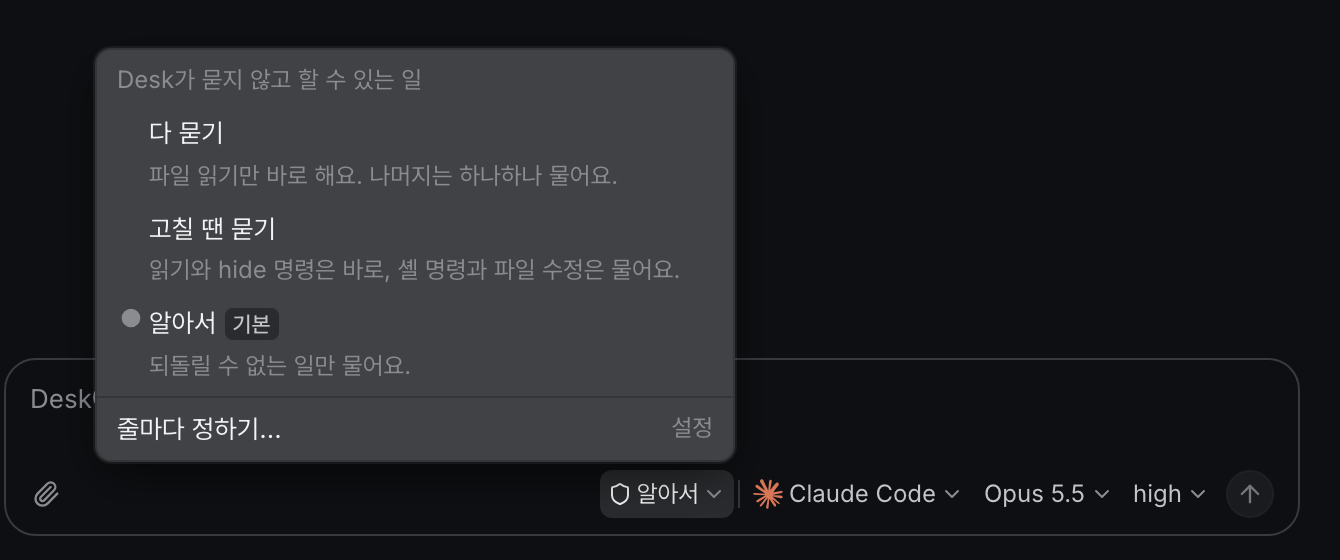 Desk가 묻지 않고 할 수 있는 일
다 묻기
파일 읽기만 바로 해요. 나머지는 하나하나 물어요.
고칠 땐 묻기
읽기와 hide 명령은 바로, 셸 명령과 파일 수정은 물어요.
알아서 기본
되돌릴 수 없는 일만 물어요.
줄마다 정하기... 설정
Desk
알아서 Claude Code Opus 5.5 high